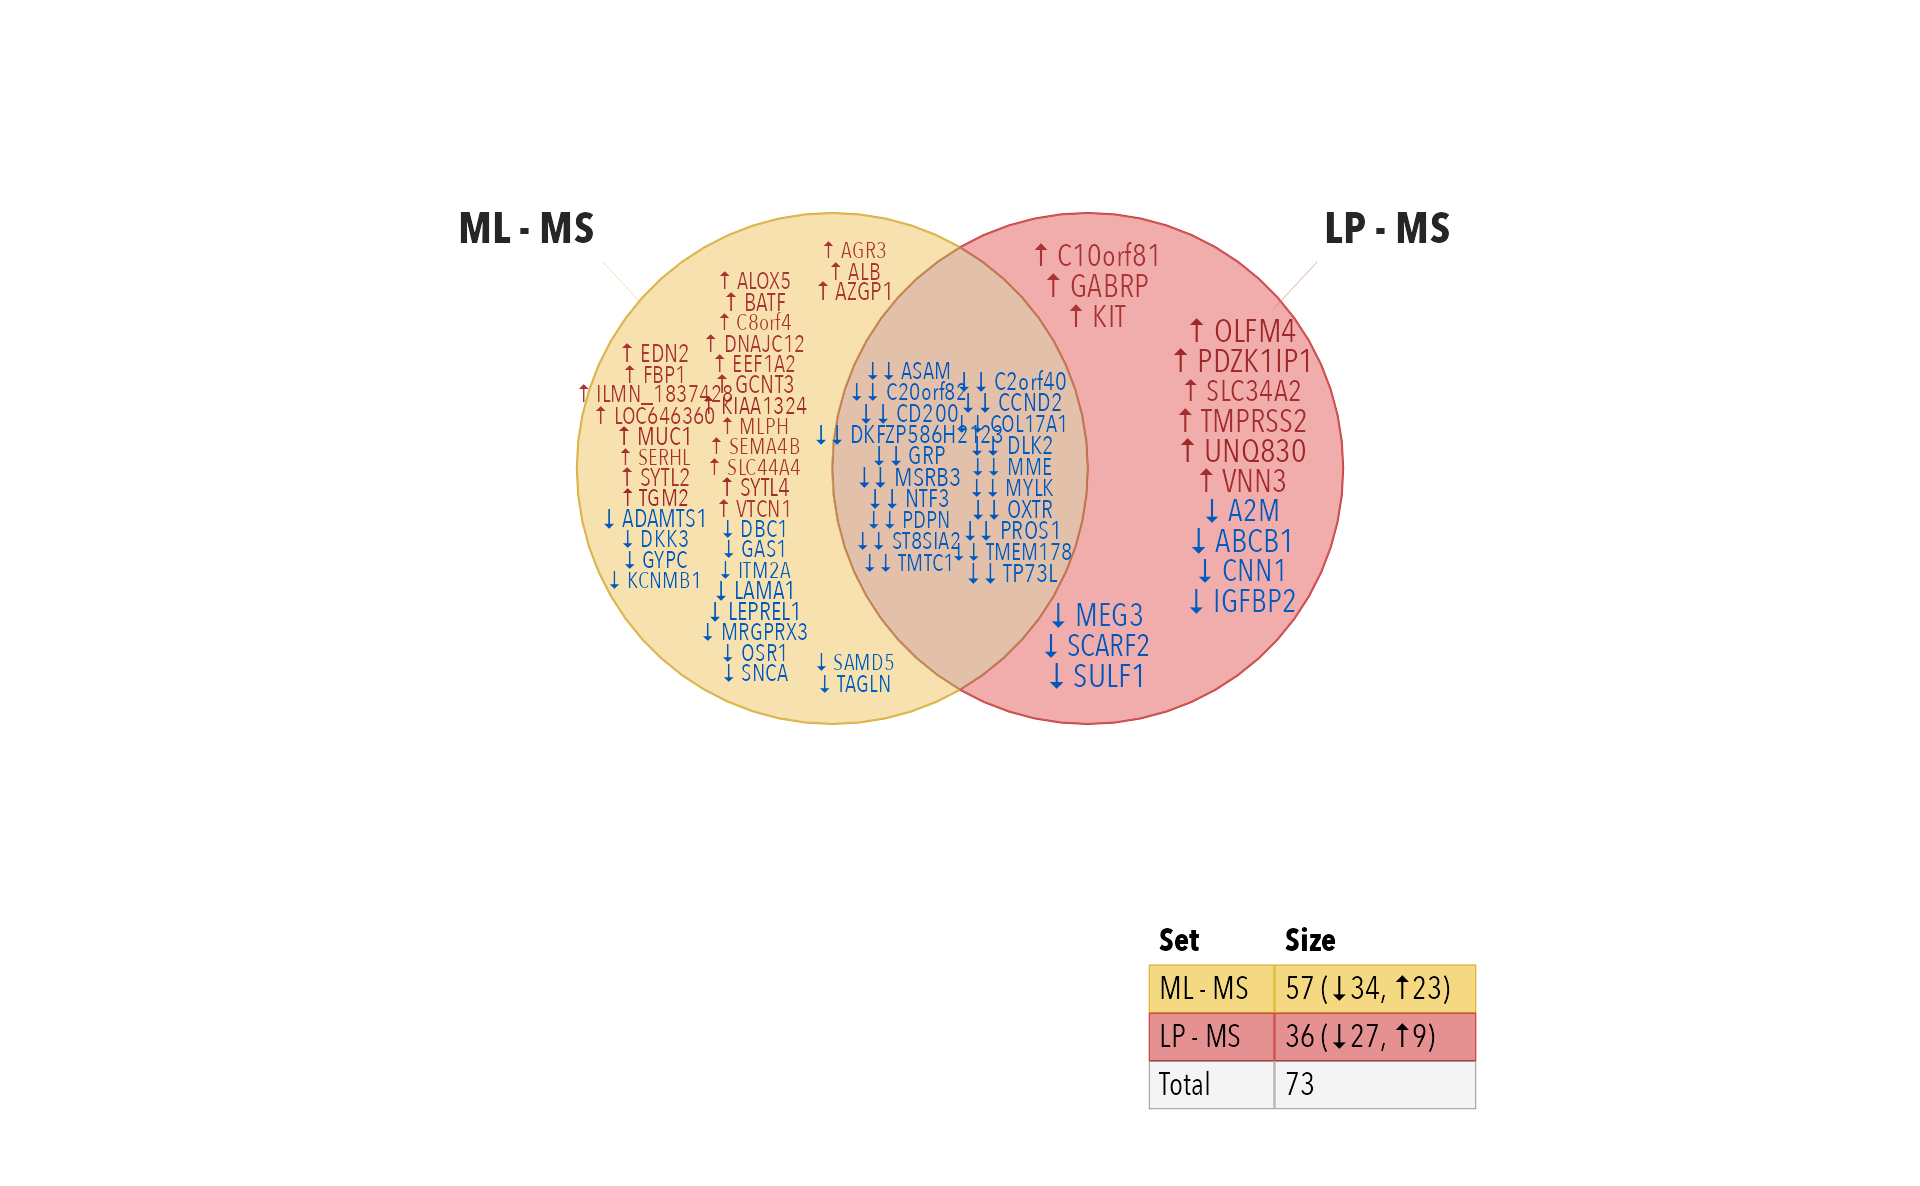 ML - MS
LP - MS
↑ AGR3
↑ ALB
↑ AZGP1
↑ ALOX5
↑ BATF
↑ C8orf4
↑ DNAJC12
↑ EEF1A2
↑ GCNT3
↑ KIAA1324
↑ MLPH
↑ SEMA4B
↑ SLC44A4
↑ SYTL4
↑ VTCN1
↓ DBC1
↓ GAS1
↓ ITM2A
↓ LAMA1
↓ LEPREL1
↓ MRGPRX3
↓ OSR1
↓ SNCA
↑ EDN2
↑ FBP1
↑ ILMN_1837428
↑ LOC646360
↑ MUC1
↑ SERHL
↑ SYTL2
↑ TGM2
↓ ADAMTS1
↓ DKK3
↓ GYPC
↓ KCNMB1
↓ SAMD5
↓ TAGLN
↓↓ ASAM
↓↓ C20orf82
↓↓ CD200
↓↓ DKFZP586H2123
↓↓ GRP
↓↓ MSRB3
↓↓ NTF3
↓↓ PDPN
↓↓ ST8SIA2
↓↓ TMTC1
↓↓ C2orf40
↓↓ CCND2
↓↓ COL17A1
↓↓ DLK2
↓↓ MME
↓↓ MYLK
↓↓ OXTR
↓↓ PROS1
↓↓ TMEM178
↓↓ TP73L
↑ C10orf81
↑ GABRP
↑ KIT
↓ MEG3
↓ SCARF2
↓ SULF1
↑ OLFM4
↑ PDZK1IP1
↑ SLC34A2
↑ TMPRSS2
↑ UNQ830
↑ VNN3
↓ A2M
↓ ABCB1
↓ CNN1
↓ IGFBP2
Set Size
ML - MS 57 (↓34, ↑23)
LP - MS 36 (↓27, ↑9)
Total 73